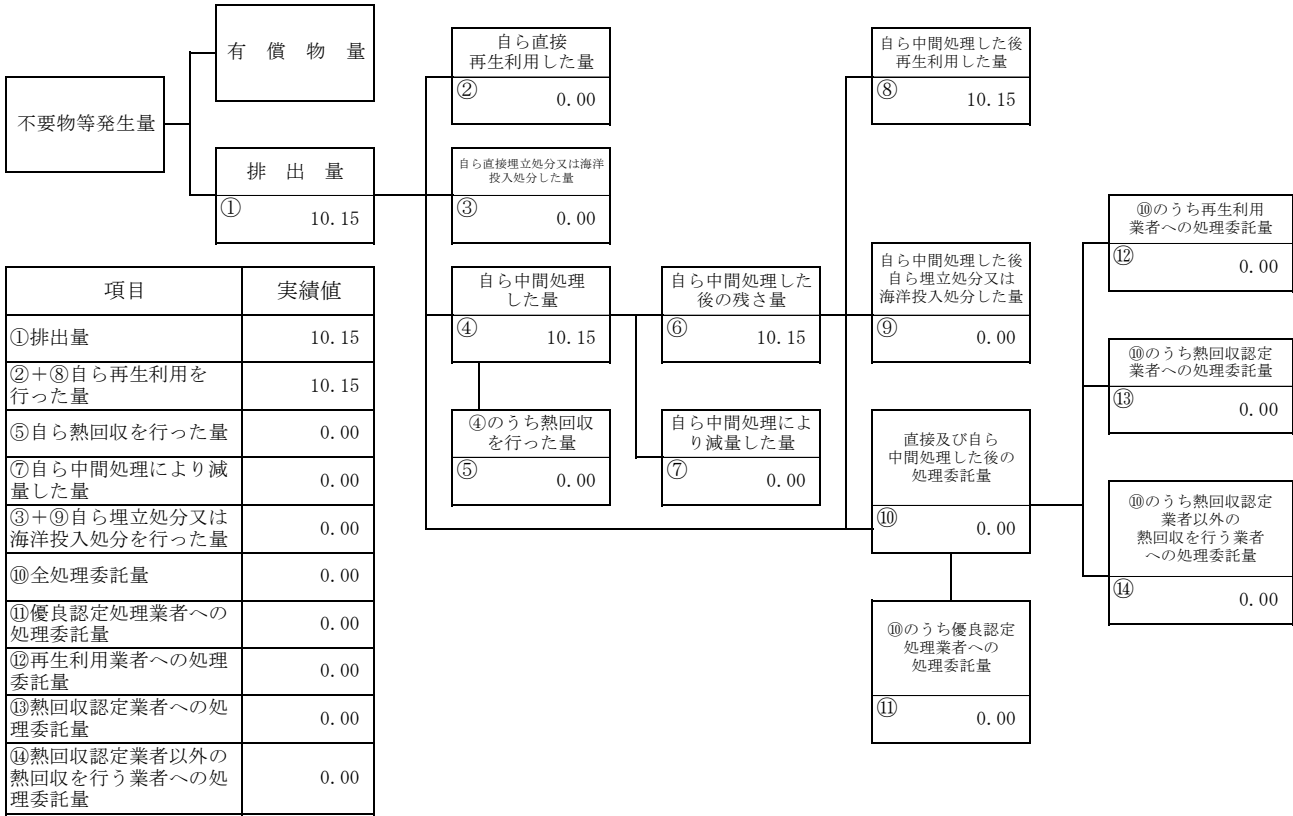 有 償 物 量
不要物等発生量
排 出 量
① 10.15
自ら直接
再生利用した量
② 0.00
自ら直接埋立処分又は海洋
投入処分した量
③ 0.00
自ら中間処理
した量
④ 10.15
④のうち熱回収
を行った量
⑤ 0.00
自ら中間処理した
後の残さ量
⑥ 10.15
自ら中間処理によ
り減量した量
⑦ 0.00
自ら中間処理した後
再生利用した量
⑧ 10.15
自ら中間処理した後
自ら埋立処分又は
海洋投入処分した量
⑨ 0.00
直接及び自ら
中間処理した後の
処理委託量
⑩ 0.00
⑩のうち優良認定
処理業者への
処理委託量
⑪ 0.00
⑩のうち再生利用
業者への処理委託量
⑫ 0.00
⑩のうち熱回収認定
業者への処理委託量
⑬ 0.00
⑩のうち熱回収認定
業者以外の
熱回収を行う業者
への処理委託量
⑭ 0.00
項目 実績値
①排出量 10.15
②+⑧自ら再生利用を
行った量 10.15
⑤自ら熱回収を行った量 0.00
⑦自ら中間処理により減
量した量 0.00
③+⑨自ら埋立処分又は
海洋投入処分を行った量 0.00
⑩全処理委託量 0.00
⑪優良認定処理業者への
処理委託量 0.00
⑫再生利用業者への処理
委託量 0.00
⑬熱回収認定業者への処
理委託量 0.00
⑭熱回収認定業者以外の
熱回収を行う業者への処
理委託量 0.00